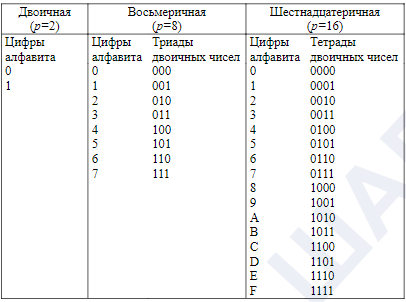 Двоичная Восьмеричная Шестнадцатеричная
(p=2) (p=8) (p=16)
Цифры Цифры Триады Цифры Тетрады
алфавита алфавита двоичных чисел алфавита двоичных чисел
0 0 000 0 0000
1 1 001 1 0001
2 010 2 0010
3 011 3 0011
4 100 4 0100
5 101 5 0101
6 110 6 0110
7 111 7 0111
8 1000
9 1001
A 1010
B 1011
C 1100
D 1101
E 1110
F 1111
ШАБ